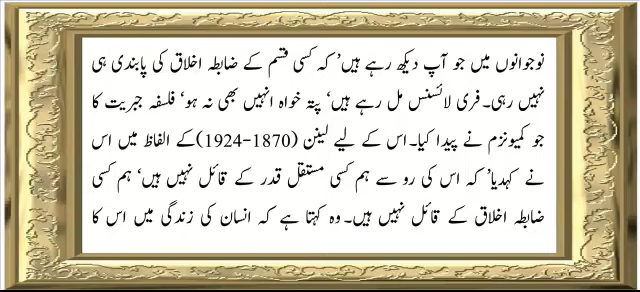 نوجوانوں میں جو آپ دیکھ رہے ہیں’ کہ کسی قسم کے ضابطہ اخلاق کی پابندی ہی
نہیں رہی۔ فری لائسنس مل رہے ہیں‘ پتہ خواہ انہیں بھی نہ ہو‘ فلسفہ جبریت کا
جو کمیونزم نے پیدا کیا۔ اس کے لیے لینن (1870-1924)کے الفاظ میں اس
نے کہدیا’ کہ اس کی رو سے ہم کسی مستقل قدر کے قائل نہیں ہیں‘ ہم کسی
ضابطہ اخلاق کے قائل نہیں ہیں۔ وہ کہتا ہے کہ انسان کی زندگی میں اس کا